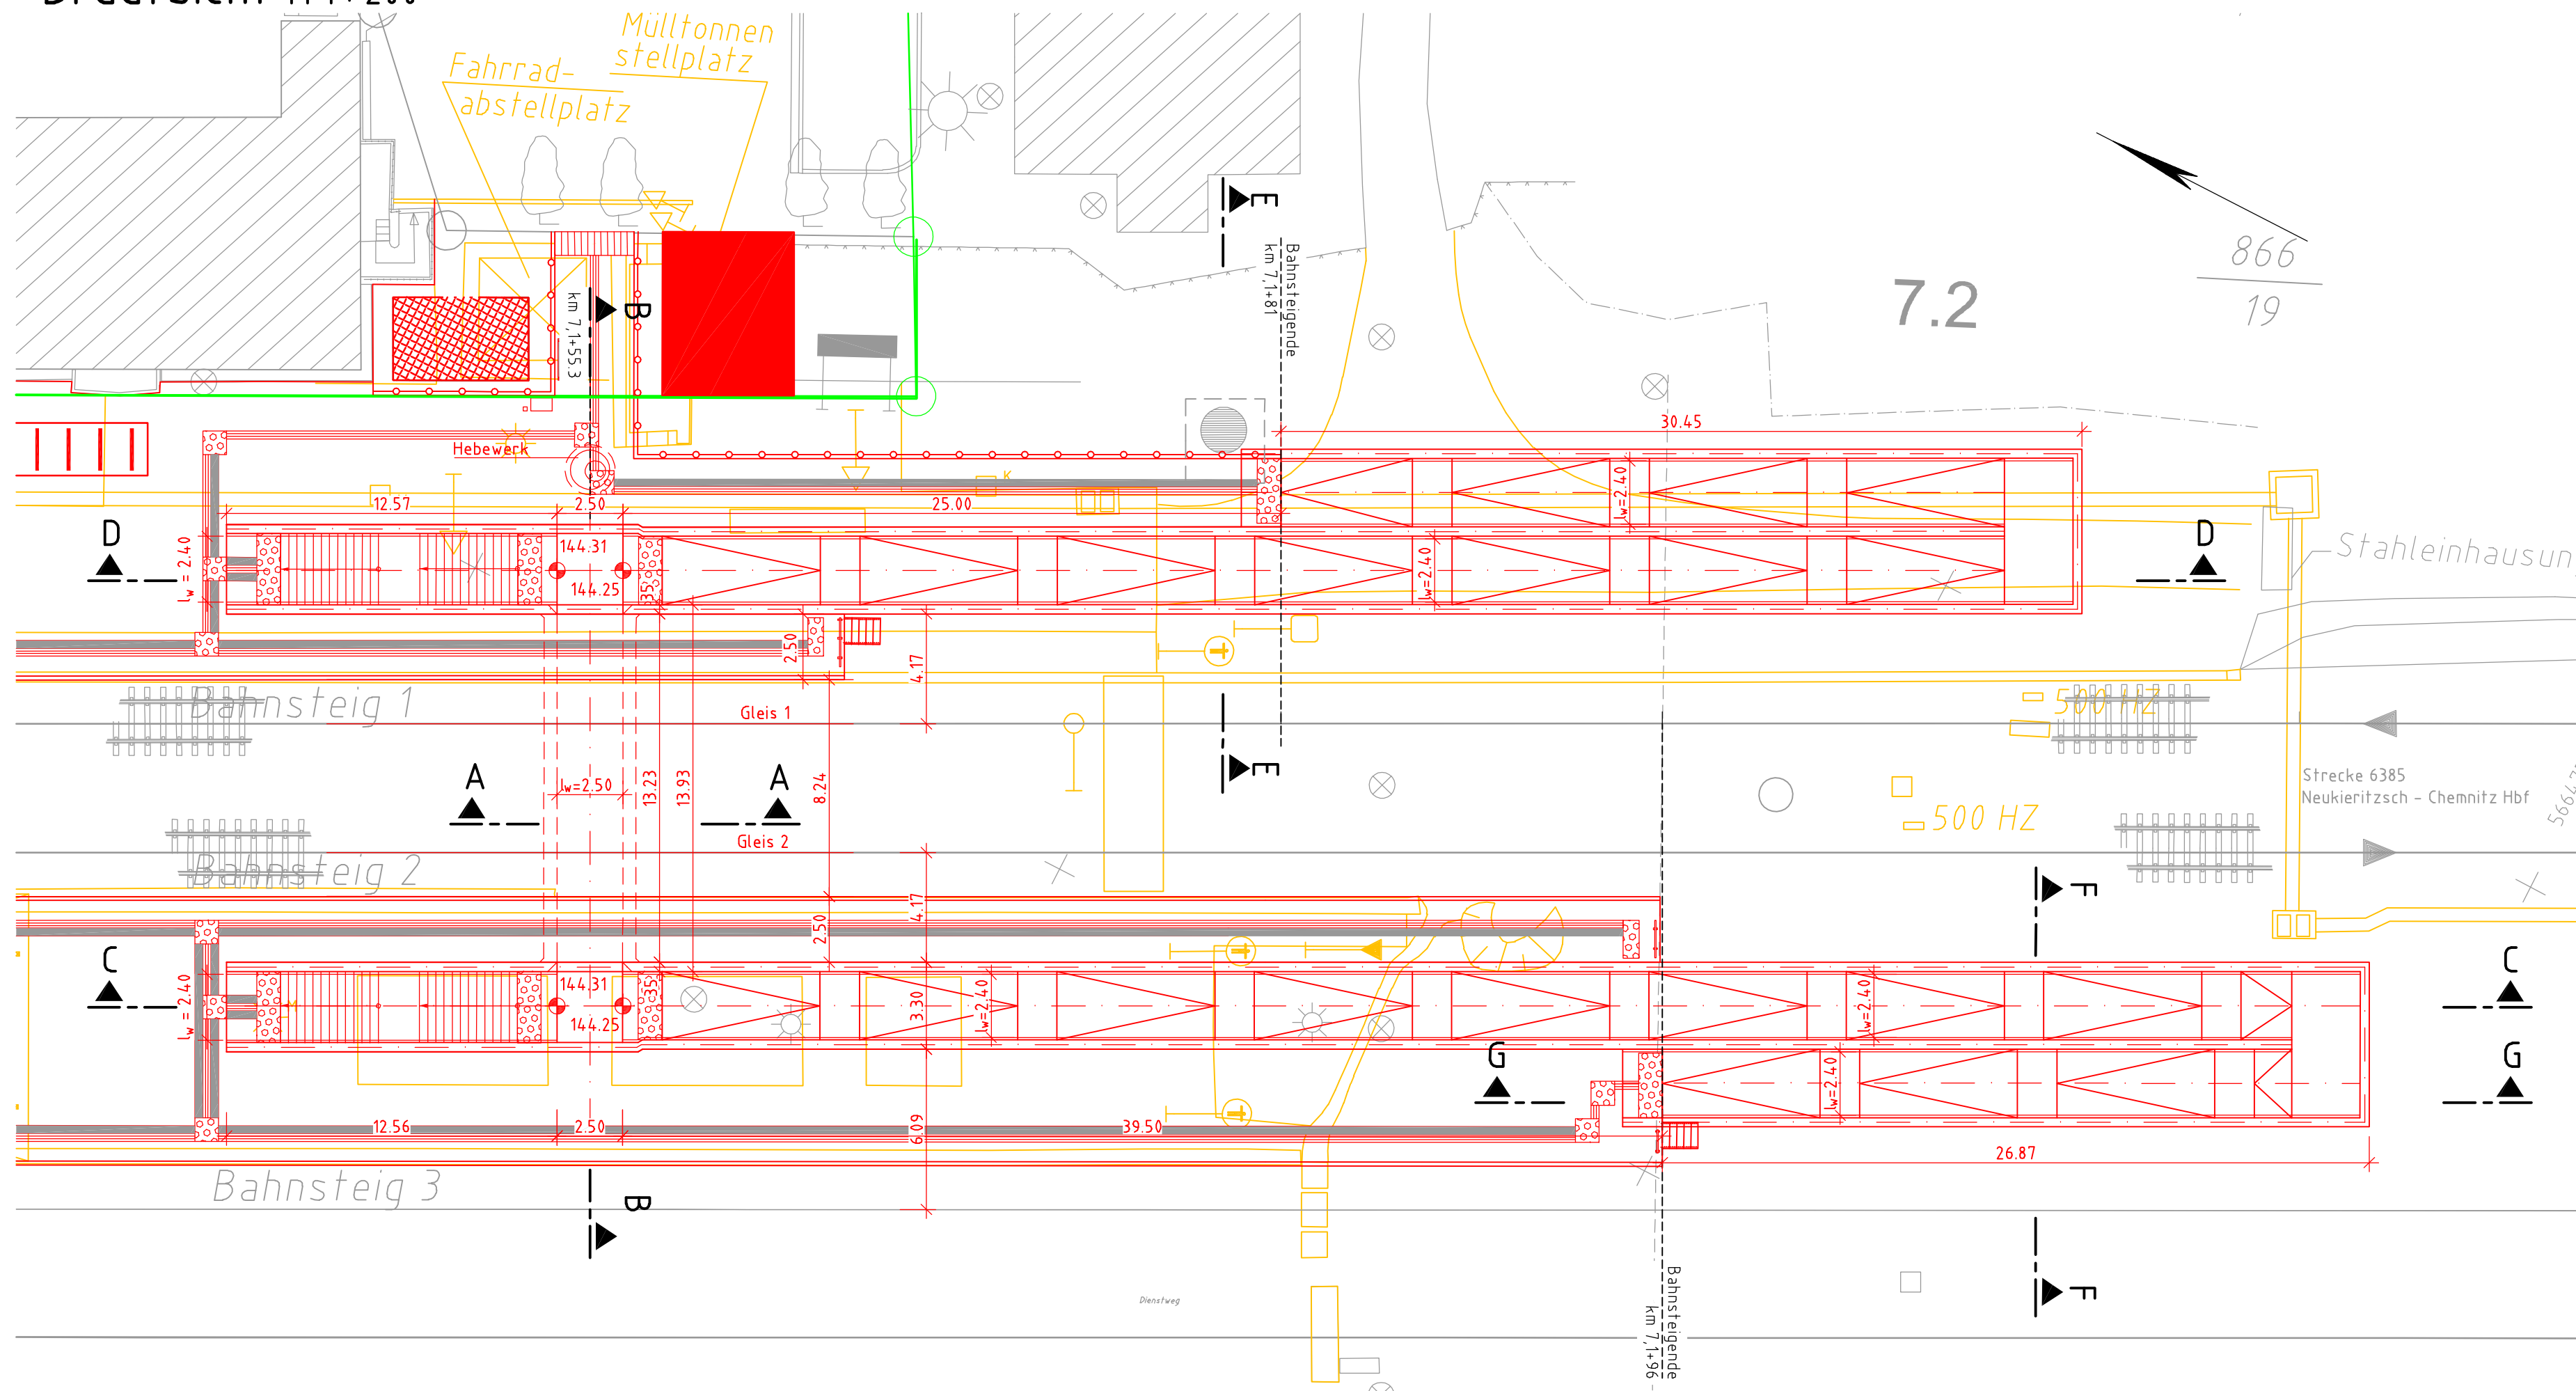 Mülltonnen
stellplatz
Fahrrad-
abstellplatz
E
Bahnsteigende
km 7,1+81
B
km 7,1+55.3
866
19
7.2
30.45
Hebewerk
K
lw=2.40
12.57
2.50
25.00
D
D
144.31
144.25
35
lw = 2.40
lw=2.40
Stahleinhausun
2.50
4.17
Bahnsteig 1
Gleis 1
500 HZ
E
A
A
lw=2.50
13.23
13.93
8.24
Strecke 6385
Neukieritzsch - Chemnitz Hbf
500 HZ
Gleis 2
Bahnsteig 2
F
2.50
4.17
C
C
144.31
144.25
35
lw = 2.40
3.30
lw=2.40
lw=2.40
G
G
lw=2.40
12.56
2.50
39.50
6.09
26.87
Bahnsteig 3
B
F
Dienstweg
Bahnsteigende
km 7,1+96